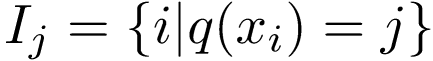 I_j = {i|q(x_i) = j}